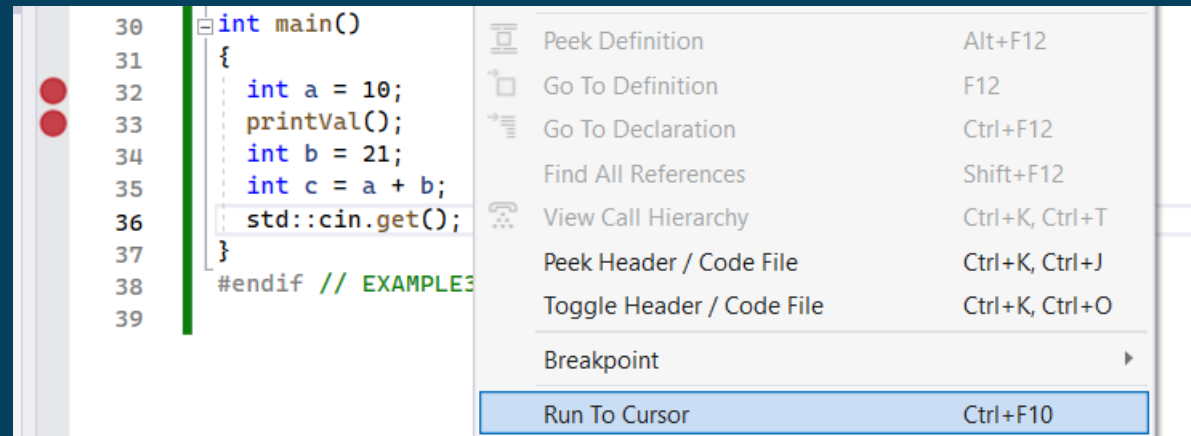 30 int main()
31 {
32 int a = 10;
33 printVal();
34 int b = 21;
35 int c = a + b;
36 std::cin.get();
37 }
38 #endif // EXAMPLE3
39
Peek Definition Alt+F12
Go To Definition F12
Go To Declaration Ctrl+F12
Find All References Shift+F12
View Call Hierarchy Ctrl+K, Ctrl+T
Peek Header / Code File Ctrl+K, Ctrl+J
Toggle Header / Code File Ctrl+K, Ctrl+O
Breakpoint
Run To Cursor Ctrl+F10